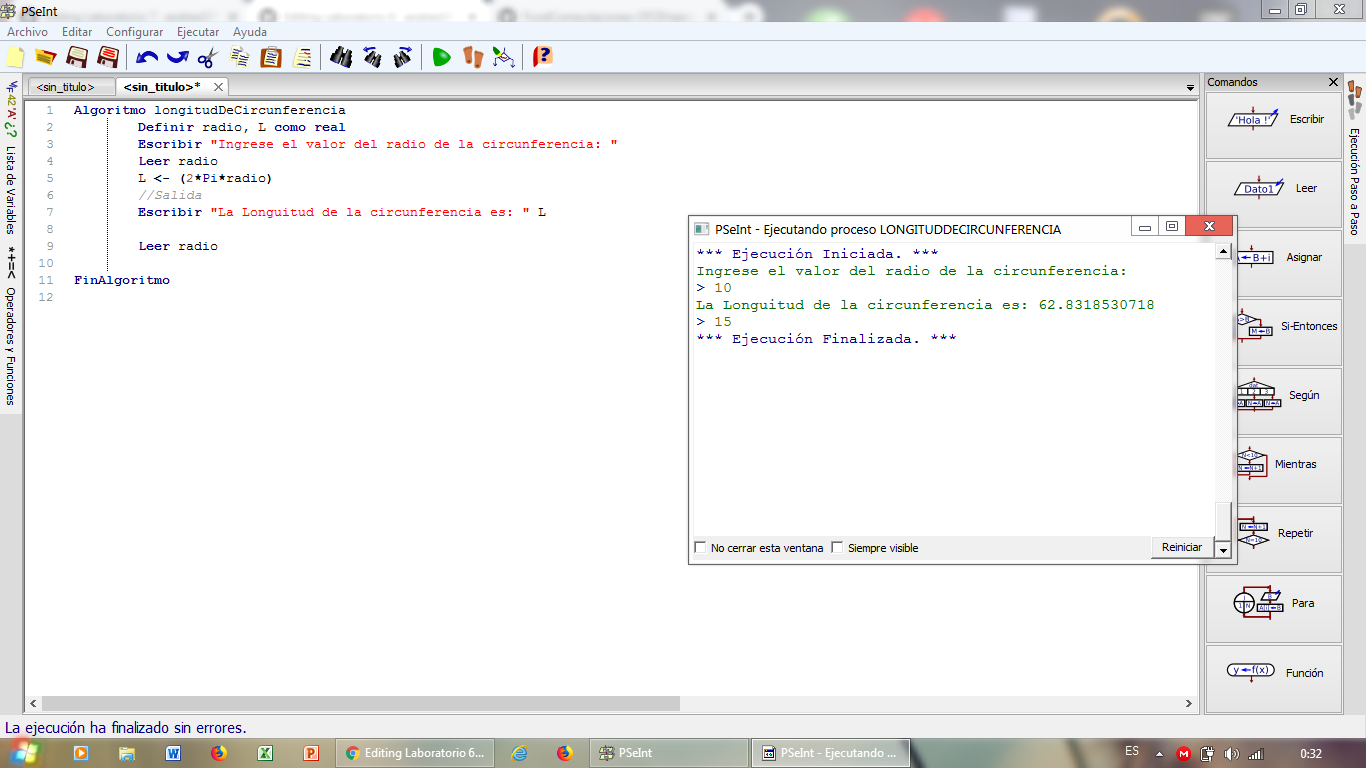 PSeInt
Archivo Editar Configurar Ejecutar Ayuda
<sin_titulo> <sin_titulo>*
Lista de Variables
Operadores y Funciones
1 Algoritmo longitudDeCircunferencia
2 Definir radio, L como real
3 Escribir "Ingrese el valor del radio de la circunferencia: "
4 Leer radio
5 L <- (2*Pi*radio)
6 //Salida
7 Escribir "La Longuitud de la circunferencia es: " L
8
9 Leer radio
10
11 FinAlgoritmo
12
PSeInt - Ejecutando proceso LONGITUDDECIRCUNFERENCIA
*** Ejecución Iniciada. ***
Ingrese el valor del radio de la circunferencia:
> 10
La Longuitud de la circunferencia es: 62.8318530718
> 15
*** Ejecución Finalizada. ***
No cerrar esta ventana Siempre visible Reiniciar
Comandos
'Hola !' Escribir
Dato1 Leer
B+i Asignar
Si-Entonces
Según
Mientras
Repetir
Para
y←f(x) Función
Ejecución Paso a Paso
La ejecución ha finalizado sin errores.
Editing Laboratorio 6... PSeInt PSeInt - Ejecutando ... ES 0:32